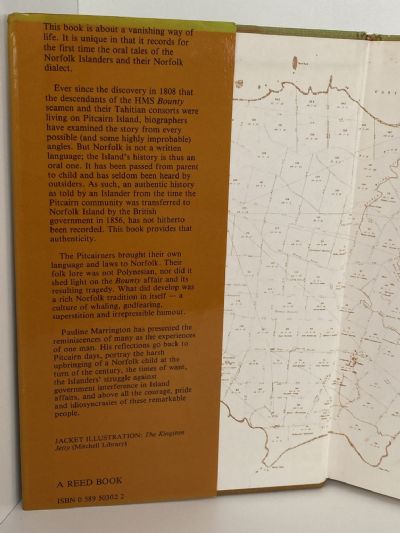 This book is about a vanishing way of
life. It is unique in that it records for
the first time the oral tales of the
Norfolk Islanders and their Norfolk
dialect.
Ever since the discovery in 1808 that
the descendants of the HMS Bounty
seamen and their Tahitian consorts were
living on Pitcairn Island, biographers
have examined the story from every
possible (and some highly improbable)
angles. But Norfolk is not a written
language; the Island's history is thus an
oral one. It has been passed from parent
to child and has seldom been heard by
outsiders. As such, an authentic history
as told by an Islander from the time the
Pitcairn community was transferred to
Norfolk Island by the British
government in 1856, has not hitherto
been recorded. This book provides that
authenticity.
The Pitcairners brought their own
language and laws to Norfolk. Their
folk lore was not Polynesian, nor did it
shed light on the Bounty affair and its
resulting tragedy. What did develop was
a rich Norfolk tradition in itself — a
culture of whaling, godfearing,
superstition and irrepressible humour.
Pauline Marrington has presented the
reminiscences of many as the experiences
of one man. His reflections go back to
Pitcairn days, portray the harsh
upbringing of a Norfolk child at the
turn of the century, the times of want,
the Islanders' struggle against
government interference in Island
affairs, and above all the courage, pride
and idiosyncrasies of these remarkable
people.
JACKET ILLUSTRATION: The Kingston
Jetty (Mitchell Library)
A REED BOOK
ISBN 0 589 50302 2